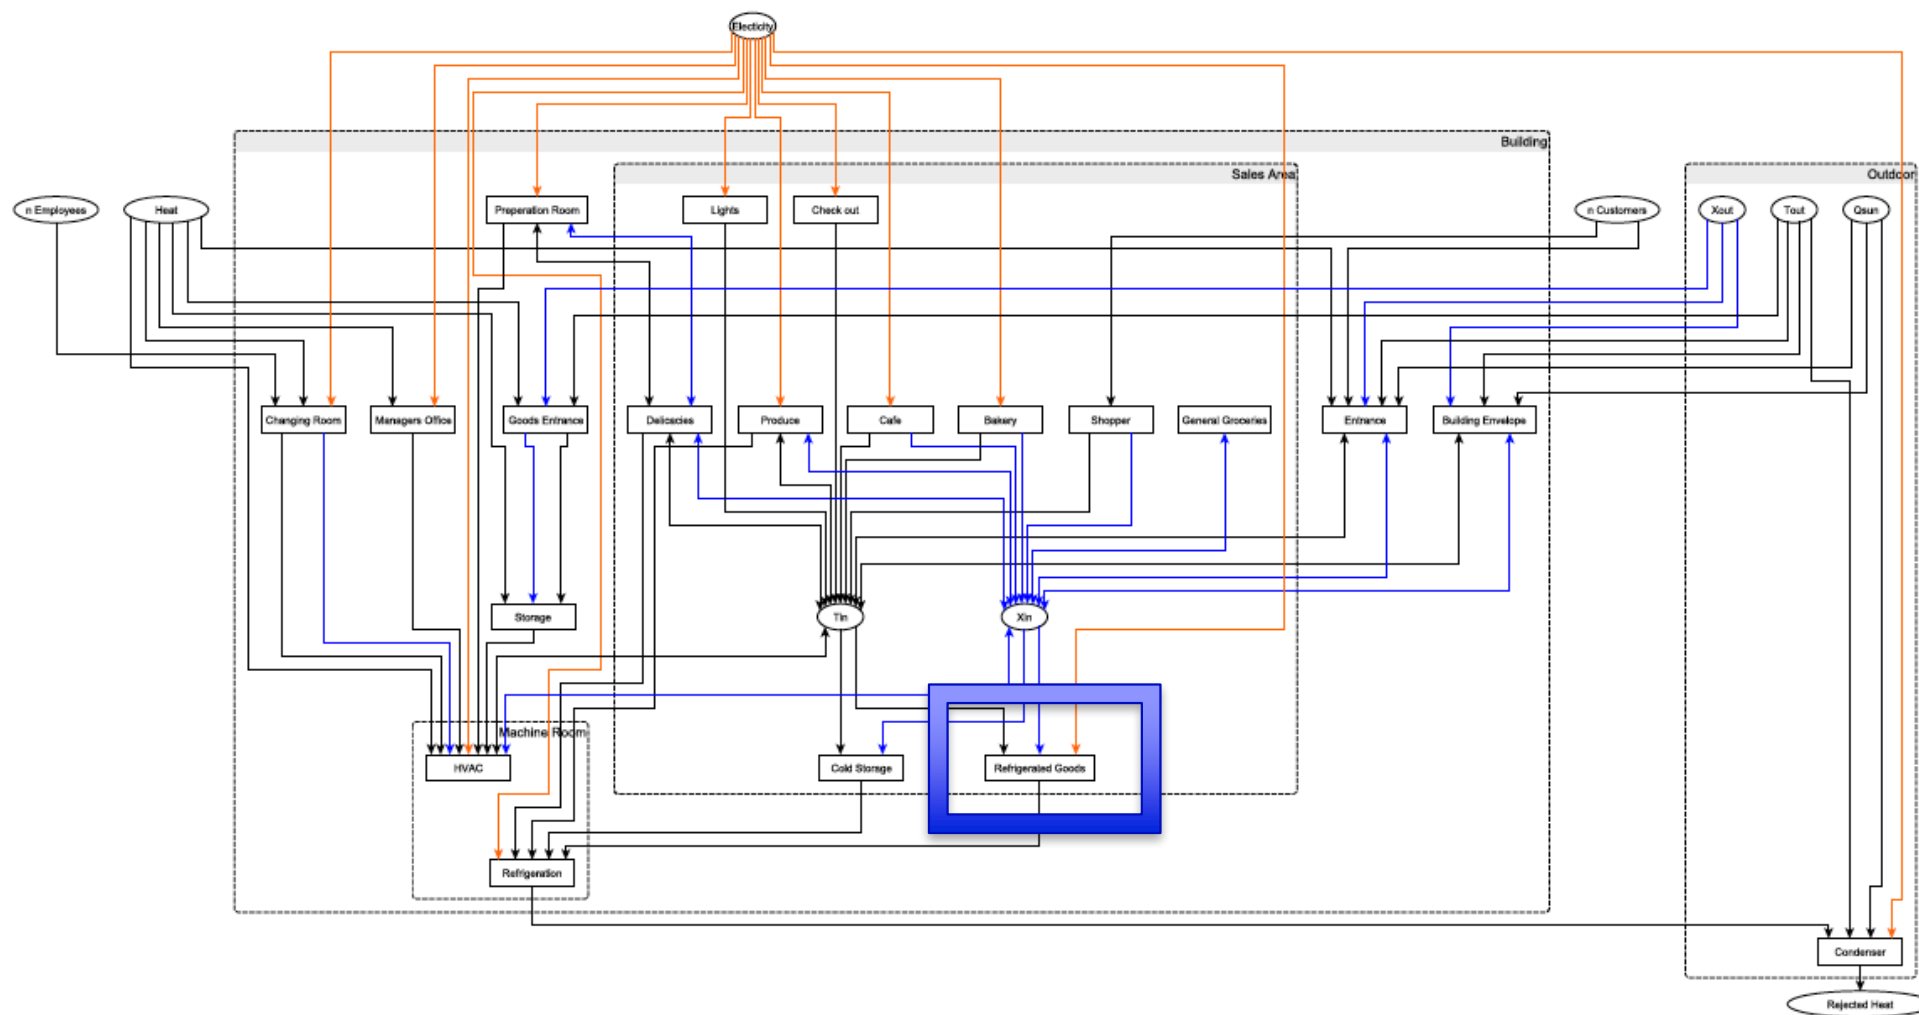 Electicity
Building
Sales Area
Outdoor
n Employees
Heat
Preperation Room
Lights
Check out
n Customers
Xout
Tout
Qsun
Changing Room
Managers Office
Goods Entrance
Delicacies
Produce
Cafe
Bakery
Shopper
General Groceries
Entrance
Building Envelope
Storage
Tin
Xin
Machine Room
HVAC
Cold Storage
Refrigerated Goods
Refrigeration
Condenser
Rejected Heat